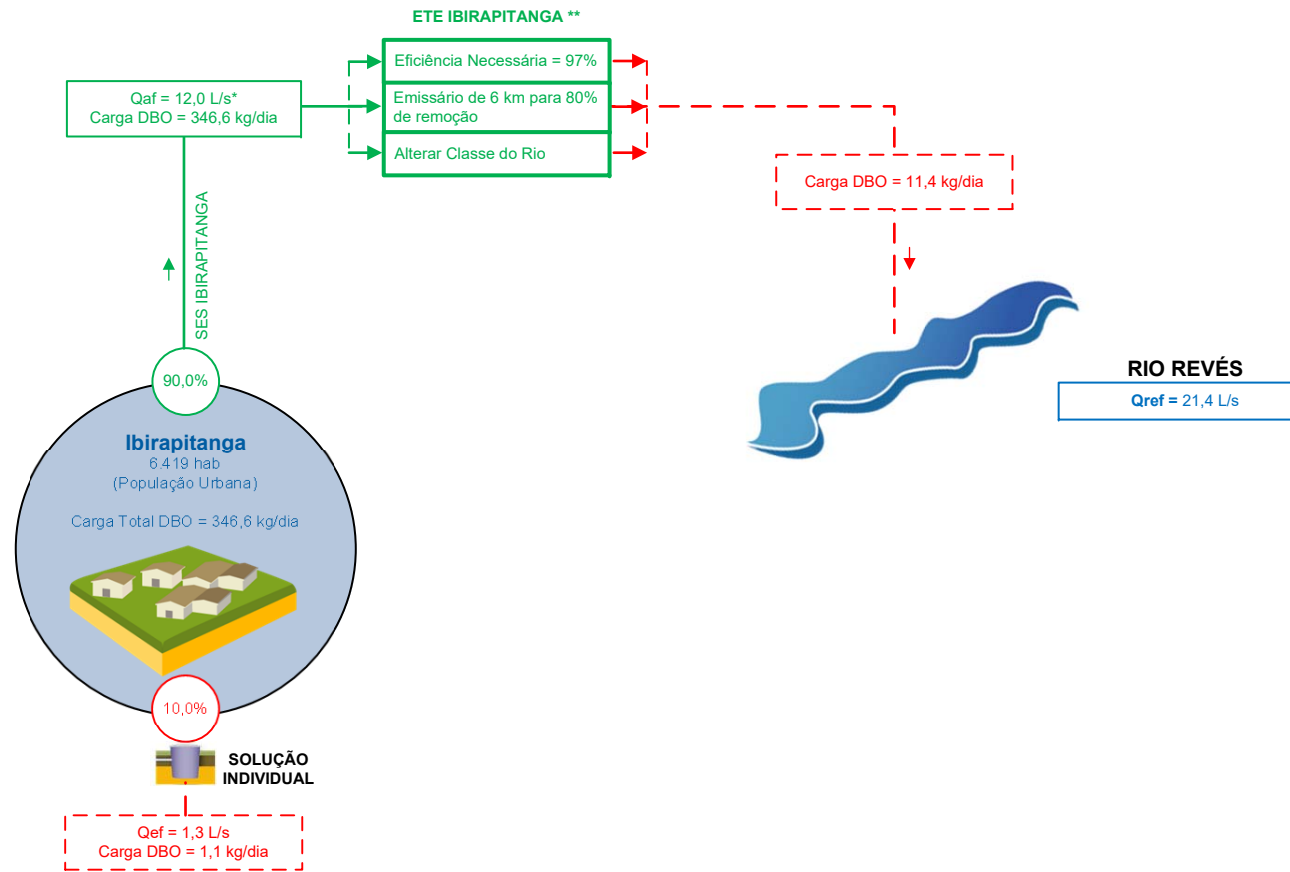 ETE IBIRAPITANGA **
Eficiência Necessária = 97%
Emissário de 6 km para 80%
de remoção
Alterar Classe do Rio
Qaf = 12,0 L/s*
Carga DBO = 346,6 kg/dia
Carga DBO = 11,4 kg/dia
SES IBIRAPITANGA
RIO REVÉS
Qref = 21,4 L/s
90,0%
Ibirapitanga
6.419 hab
(População Urbana)
Carga Total DBO = 346,6 kg/dia
10,0%
SOLUÇÃO
INDIVIDUAL
Qef = 1,3 L/s
Carga DBO = 1,1 kg/dia